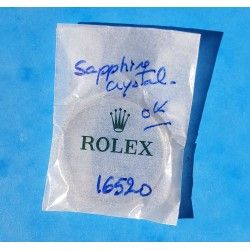 Sapphire
crystal.
OK
ROLEX
16520